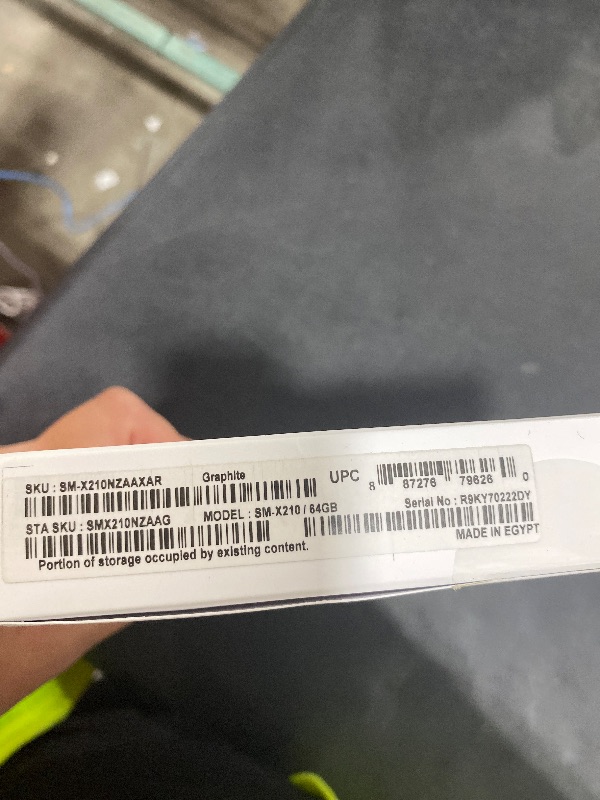 SKU : SM-X210NZAAXAR Graphite
UPC 8 87276 79626 0
STA SKU : SMX210NZAAG MODEL : SM-X210 / 64GB
Serial No : R9KY70222DY
Portion of storage occupied by existing content.
MADE IN EGYPT